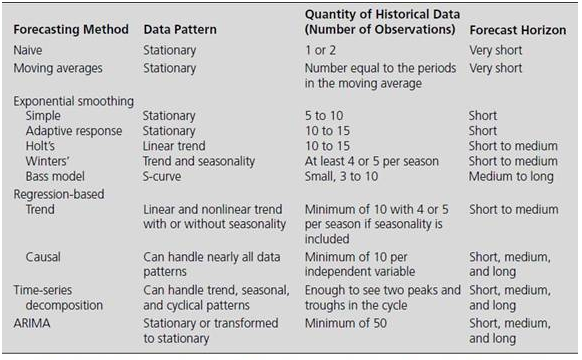 Quantity of Historical Data
Forecasting Method Data Pattern (Number of Observations) Forecast Horizon
Naive Stationary 1 or 2 Very short
Moving averages Stationary Number equal to the periods Very short
in the moving average
Exponential smoothing
Simple Stationary 5 to 10 Short
Adaptive response Stationary 10 to 15 Short
Holt's Linear trend 10 to 15 Short to medium
Winters' Trend and seasonality At least 4 or 5 per season Short to medium
Bass model S-curve Small, 3 to 10 Medium to long
Regression-based
Trend Linear and nonlinear trend Minimum of 10 with 4 or 5 Short to medium
with or without seasonality per season if seasonality is
included
Causal Can handle nearly all data Minimum of 10 per Short, medium,
patterns independent variable and long
Time-series Can handle trend, seasonal, Enough to see two peaks and Short, medium,
decomposition and cyclical patterns troughs in the cycle and long
ARIMA Stationary or transformed Minimum of 50 Short, medium,
to stationary and long